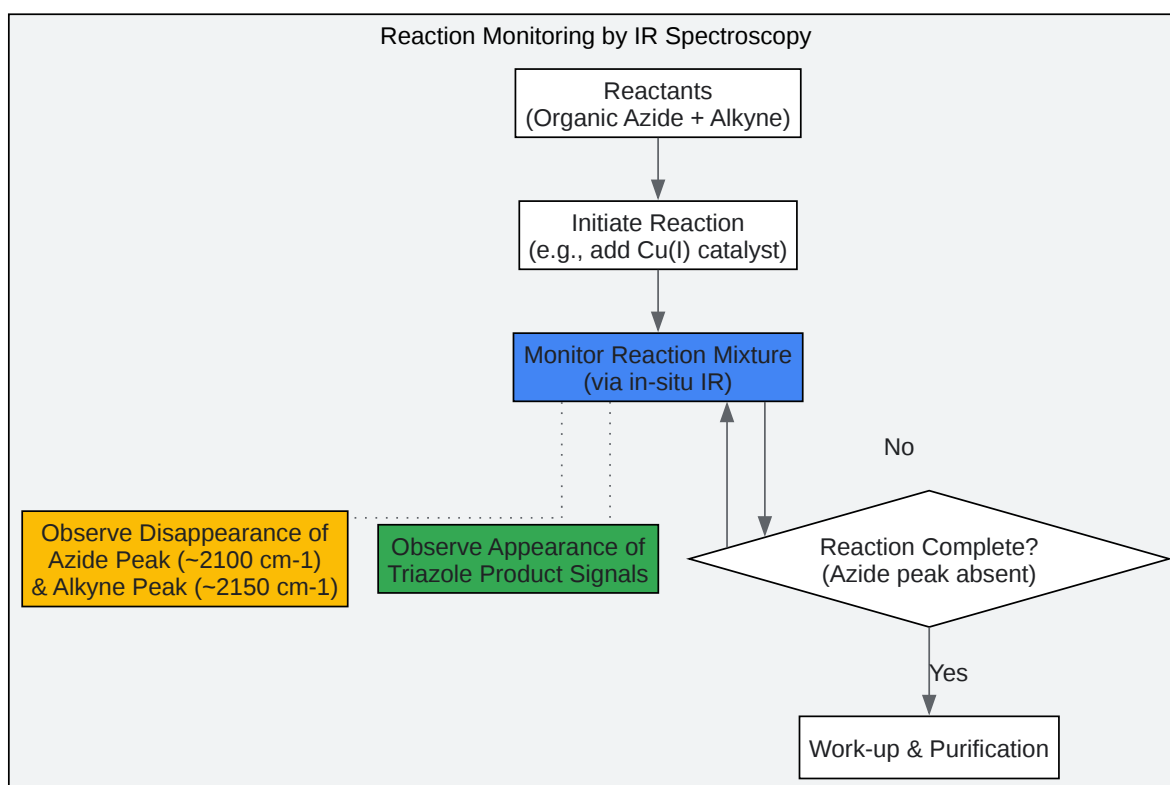 Reaction Monitoring by IR Spectroscopy
Reactants
(Organic Azide + Alkyne)
Initiate Reaction
(e.g., add Cu(I) catalyst)
Monitor Reaction Mixture
(via in-situ IR)
No
Observe Disappearance of
Azide Peak (~2100 cm-1)
& Alkyne Peak (~2150 cm-1)
Observe Appearance of
Triazole Product Signals
Reaction Complete?
(Azide peak absent)
Yes
Work-up & Purification